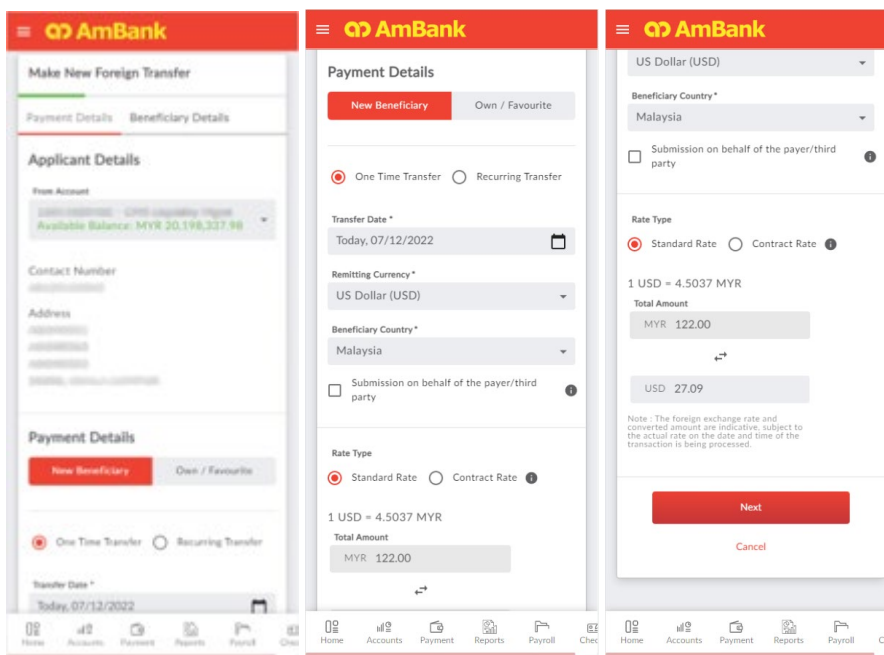 AmBank
Make New Foreign Transfer
Payment Details
Beneficiary Details
Applicant Details
From Account
Available Balance: MYR 20,198,337.98
Contact Number
Address
Payment Details
New Beneficiary
Own / Favourite
One Time Transfer
Recurring Transfer
Transfer Date *
Today, 07/12/2022
Home
Accounts
Payment
Reports
Payroll
AmBank
Payment Details
New Beneficiary
Own / Favourite
One Time Transfer
Recurring Transfer
Transfer Date *
Today, 07/12/2022
Remitting Currency *
US Dollar (USD)
Beneficiary Country *
Malaysia
Submission on behalf of the payer/third
party
Rate Type
Standard Rate
Contract Rate
1 USD = 4.5037 MYR
Total Amount
MYR 122.00
Home
Accounts
Payment
Reports
Payroll
Chec
AmBank
US Dollar (USD)
Beneficiary Country *
Malaysia
Submission on behalf of the payer/third
party
Rate Type
Standard Rate
Contract Rate
1 USD = 4.5037 MYR
Total Amount
MYR 122.00
USD 27.09
Note : The foreign exchange rate and
converted amount are indicative, subject to
the actual rate on the date and time of the
transaction is being processed.
Next
Cancel
Home
Accounts
Payment
Reports
Payroll
C